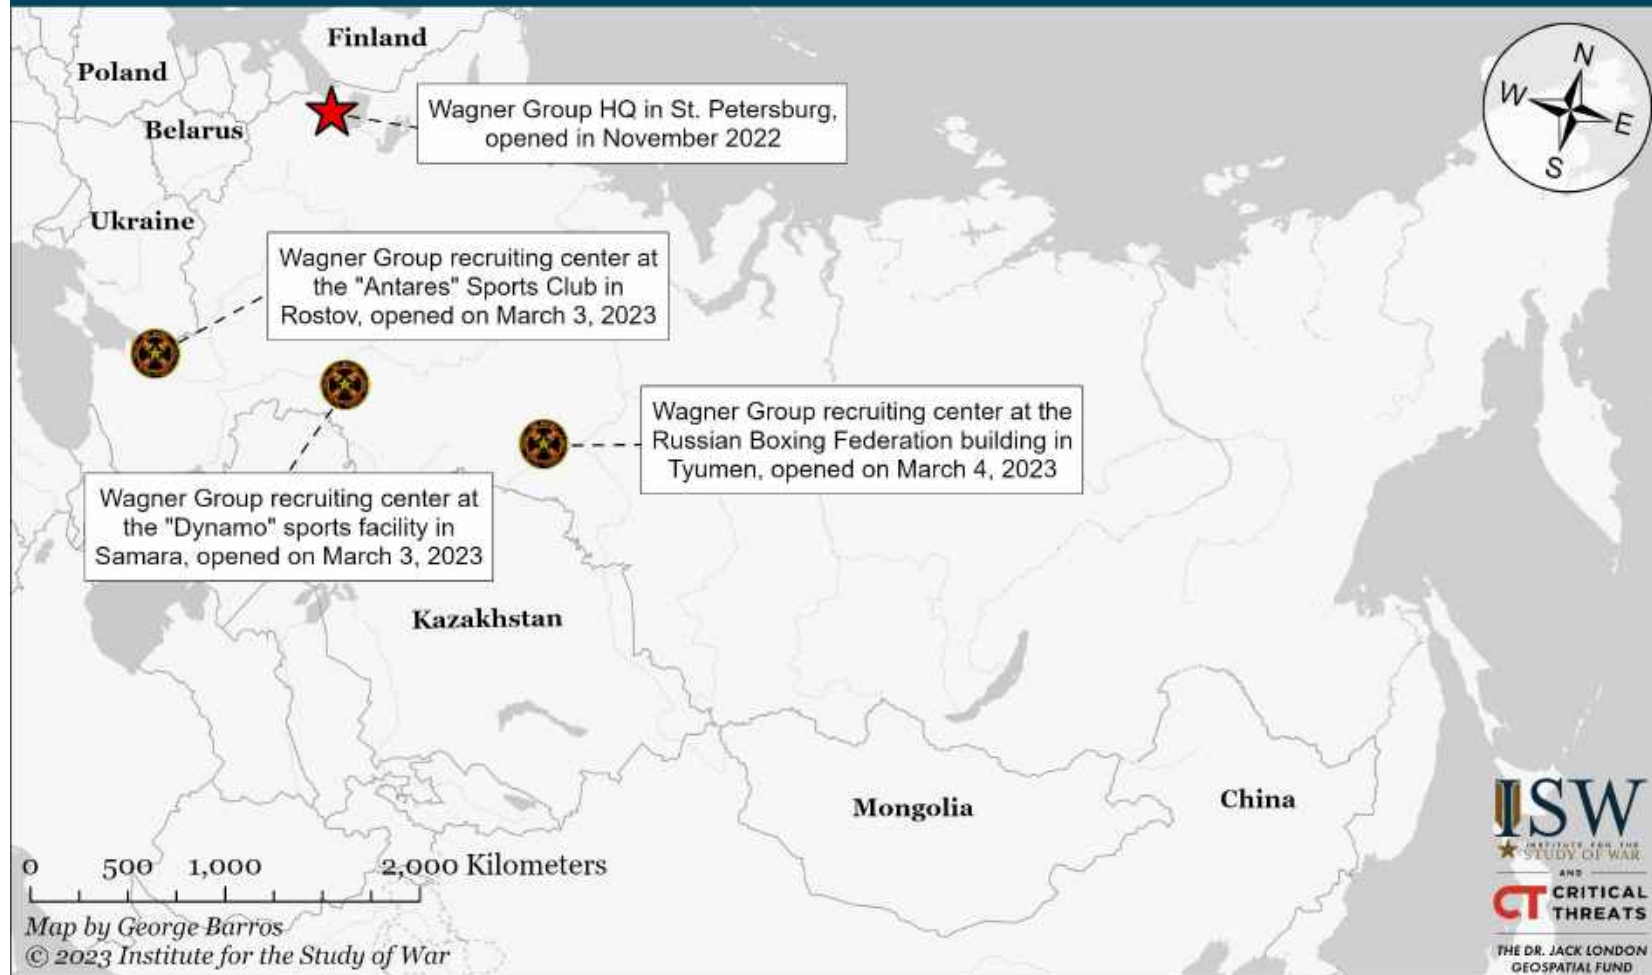 Finland
Poland
Belarus
Ukraine
Wagner Group HQ in St. Petersburg,
opened in November 2022
N
W
E
S
Wagner Group recruiting center at
the "Antares" Sports Club in
Rostov, opened on March 3, 2023
Wagner Group recruiting center at the
Russian Boxing Federation building in
Tyumen, opened on March 4, 2023
Wagner Group recruiting center at
the "Dynamo" sports facility in
Samara, opened on March 3, 2023
Kazakhstan
Mongolia
China
0 500 1,000 2,000 Kilometers
Map by George Barros
© 2023 Institute for the Study of War
ISW
INSTITUTE FOR THE
STUDY OF WAR
AND
CT CRITICAL
THREATS
THE DR. JACK LONDON
GEOSPATIAL FUND